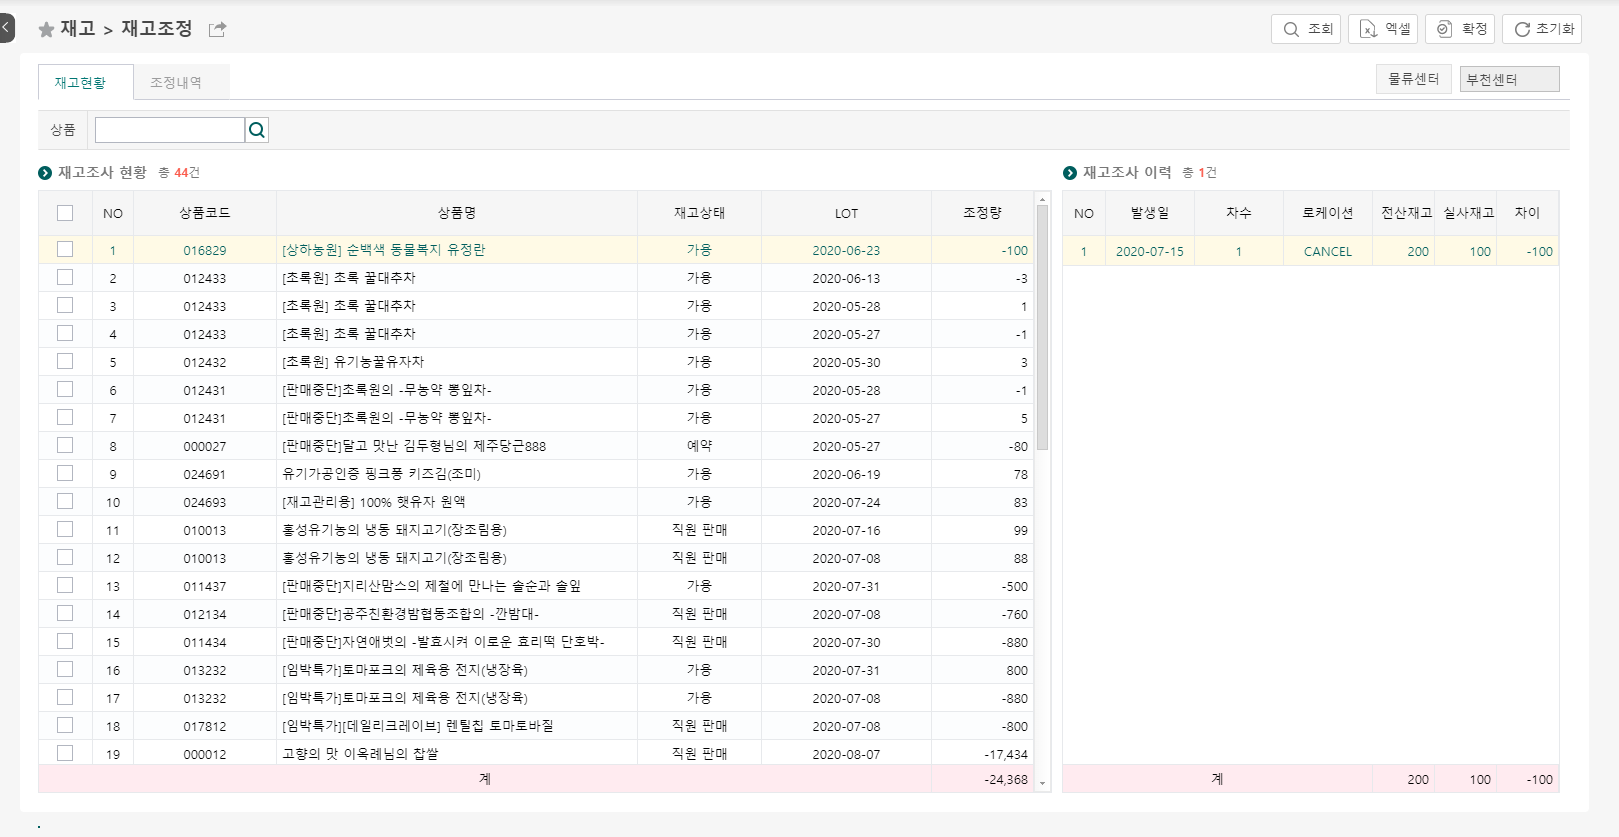 재고 > 재고조정
조회 엑셀 확정 초기화
재고현황 조정내역
물류센터 부천센터
상품
재고조사 현황 총 44건
NO 상품코드 상품명 재고상태 LOT 조정량
1 016829 [상하농원] 순백색 동물복지 유정란 가용 2020-06-23 -100
2 012433 [초록원] 초록 꿀대추차 가용 2020-06-13 -3
3 012433 [초록원] 초록 꿀대추차 가용 2020-05-28 1
4 012433 [초록원] 초록 꿀대추차 가용 2020-05-27 -1
5 012432 [초록원] 유기농꿀유자차 가용 2020-05-30 3
6 012431 [판매중단]초록원의 -무농약 뽕잎차- 가용 2020-05-28 -1
7 012431 [판매중단]초록원의 -무농약 뽕잎차- 가용 2020-05-27 5
8 000027 [판매중단]달고 맛난 김두형님의 제주당근888 예약 2020-05-27 -80
9 024691 유기가공인증 핑크퐁 키즈김(조미) 가용 2020-06-19 78
10 024693 [재고관리용] 100% 햇유자 원액 가용 2020-07-24 83
11 010013 홍성유기농의 냉동 돼지고기(장조림용) 직원 판매 2020-07-16 99
12 010013 홍성유기농의 냉동 돼지고기(장조림용) 직원 판매 2020-07-08 88
13 011437 [판매중단]지리산맘스의 제철에 만나는 솔순과 솔잎 가용 2020-07-31 -500
14 012134 [판매중단]공주친환경밤협동조합의 -깐밤대- 직원 판매 2020-07-08 -760
15 011434 [판매중단]자연애벗의 -발효시켜 이로운 효리떡 단호박- 직원 판매 2020-07-30 -880
16 013232 [임박특가]토마포크의 제육용 전지(냉장육) 가용 2020-07-31 800
17 013232 [임박특가]토마포크의 제육용 전지(냉장육) 가용 2020-07-08 -880
18 017812 [임박특가][데일리크레이브] 렌틸칩 토마토바질 직원 판매 2020-07-08 -800
19 000012 고향의 맛 이옥례님의 찹쌀 직원 판매 2020-08-07 -17,434
계 -24,368
재고조사 이력 총 1건
NO 발생일 차수 로케이션 전산재고 실사재고 차이
1 2020-07-15 1 CANCEL 200 100 -100
계 200 100 -100